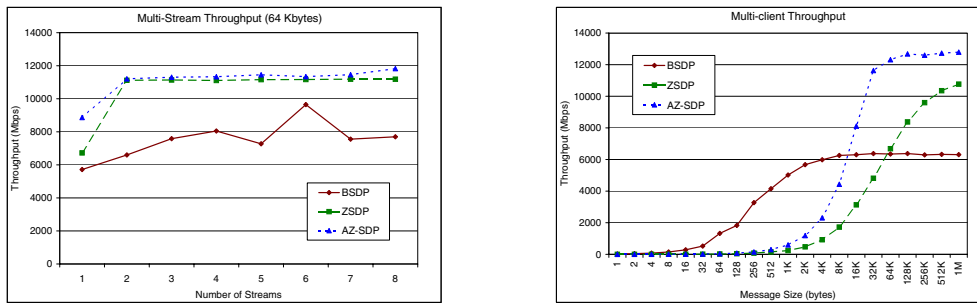 Multi-Stream Throughput (64 Kbytes)
14000
12000
10000
8000
6000
4000
2000
0
Throughput (Mbps)
BSDP
ZSDP
AZ-SDP
1 2 3 4 5 6 7 8
Number of Streams
Multi-client Throughput
14000
12000
10000
8000
6000
4000
2000
0
Throughput (Mbps)
BSDP
ZSDP
AZ-SDP
1 2 4 8 16 32 64 128 256 512 1K 2K 4K 8K 16K 32K 64K 128K 256K 512K 1M
Message Size (bytes)